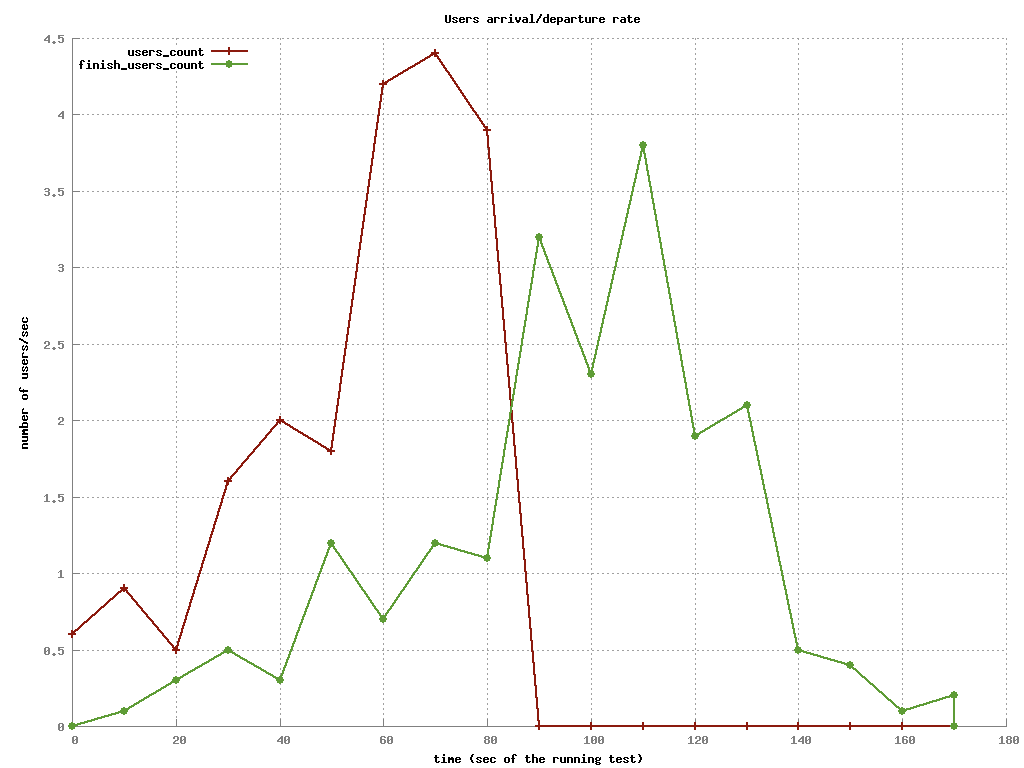 Users arrival/departure rate
users_count
finish_users_count
4.5
4
3.5
3
2.5
2
1.5
1
0.5
0
number of users/sec
0 20 40 60 80 100 120 140 160 180
time (sec of the running test)